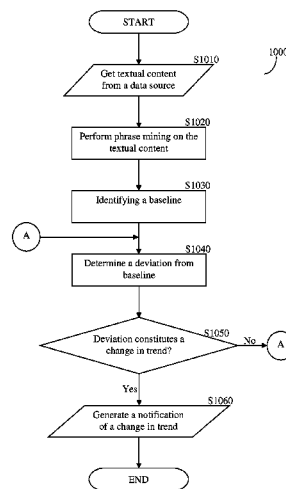 START
S1010
1000
Get textual content
from a data source
S1020
Perform phrase mining on the
textual content
S1030
Identifying a baseline
A
S1040
Determine a deviation from
baseline
S1050
Deviation constitutes a
change in trend?
No
A
Yes
S1060
Generate a notification
of a change in trend
END